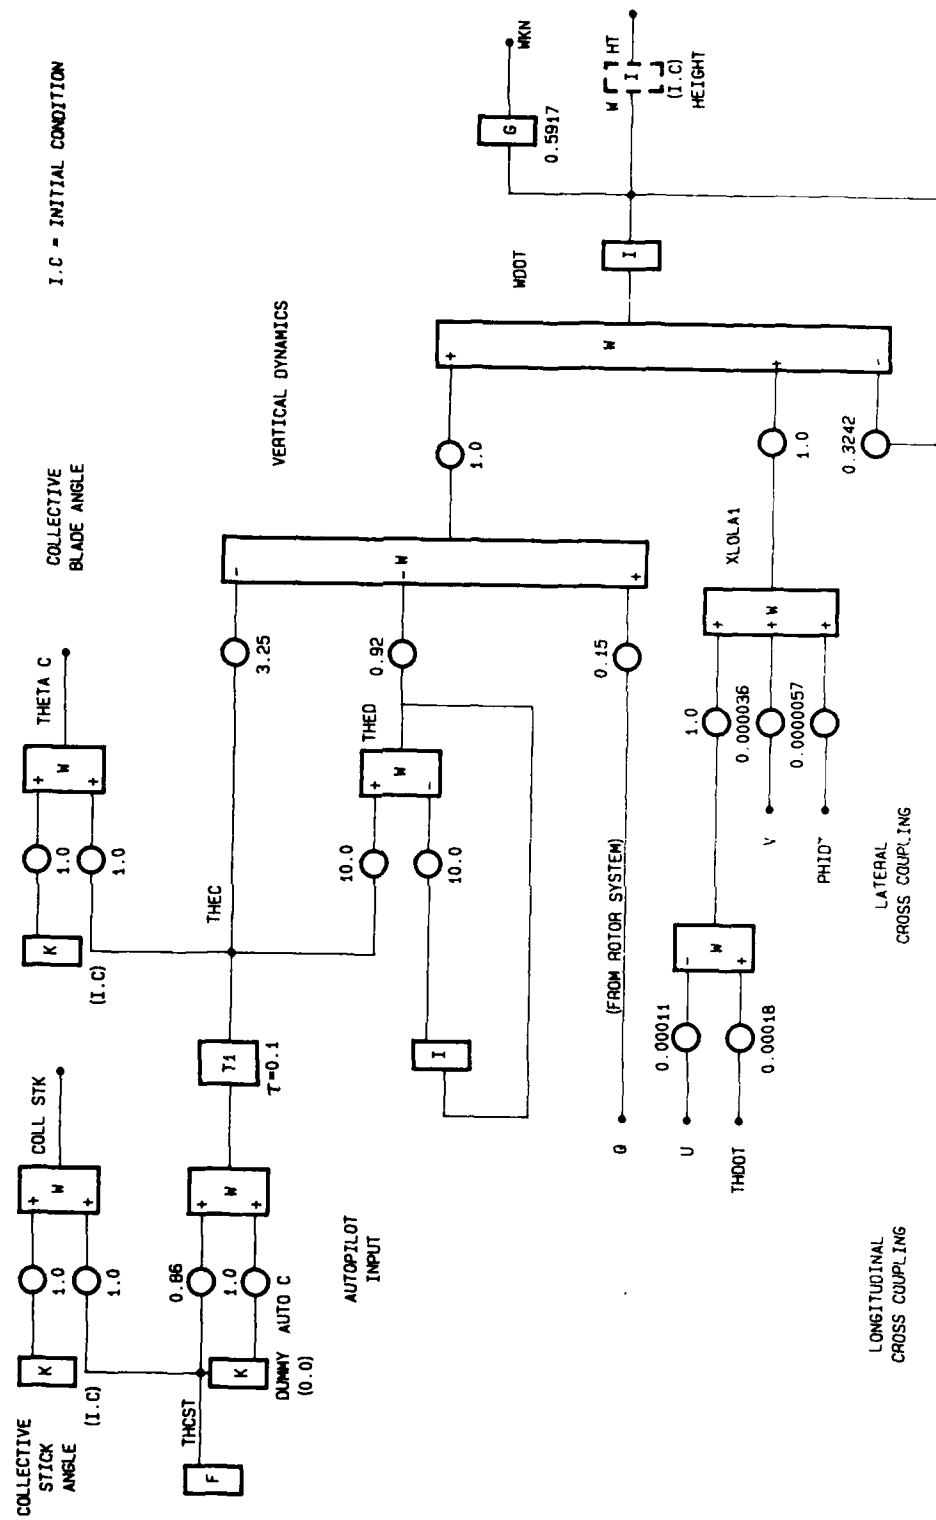 COLLECTIVE
STICK
ANGLE
K
(I.C)
1.0
1.0
+
W
+
COLL STK
F
THCST
K
DUMMY AUTO C
(0.0)
0.86
1.0
+
W
+
AUTOPILOT
INPUT
T1
τ=0.1
THEC
K
(I.C)
1.0
1.0
+
W
+
THETA C
COLLECTIVE
BLADE ANGLE
I.C = INITIAL CONDITION
I
10.0
10.0
+
W
-
THED
3.25
0.92
0.15
-
-W
+
Q
(FROM ROTOR SYSTEM)
VERTICAL DYNAMICS
1.0
+
W
+
-
WDOT
I
G
0.5917
WKN
W
I
HT
(I.C)
HEIGHT
U
THDOT
0.00011
0.00018
-
W
+
1.0
V
0.000036
PHID
0.0000057
+
+W
+
XLOLA1
1.0
0.3242
LONGITUDINAL
CROSS COUPLING
LATERAL
CROSS COUPLING